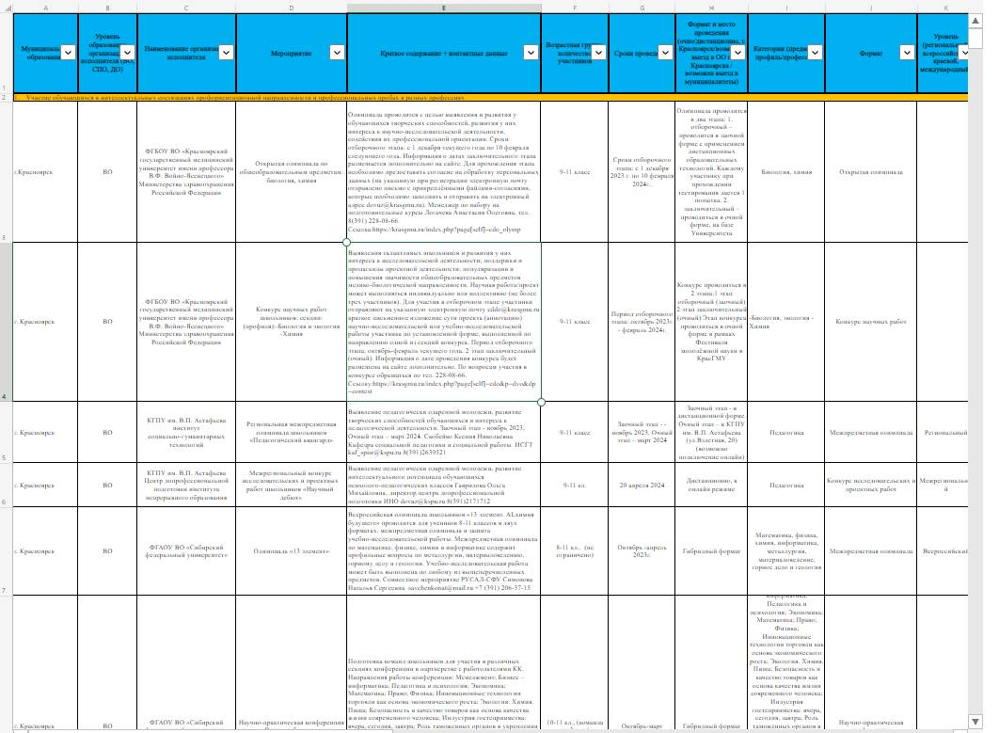 A B C D E F G H I J K
Уровень
образования
организации
исполнителя (ВО,
СПО, ДО)
Наименование
исполнителя
Мероприятие
Краткое содержание + контактные данные
Возрастная
количество
участников
Сроки
Формат и место
проведения
(очно/дистанционно, г.
выезд в ОО г.
Красноярска /
возможен выезд в
муниципалитеты)
Категория
Формат
Уровень
1
2 Участие обучающихся в интеллектуальных состязаниях профориентационной направленности и профессиональных пробах в разных профессиях
3
г.Красноярск
ВО
ФГБОУ ВО «Красноярский
государственный медицинский
университет имени профессора
В.Ф. Войно-Ясенецкого»
Министерства здравоохранения
Российской Федерации
Открытая олимпиада по
общеобразовательным предметам:
биология, химия
Олимпиада проводится с целью выявления и развития у
обучающихся творческих способностей, развития у них
интереса к научно-исследовательской деятельности,
содействия их профессиональной ориентации. Сроки
отборочного этапа: с 1 декабря текущего года по 10 февраля
следующего года. Информация о датах заключительного этапа
размещается дополнительно на сайте. Для прохождения этапа
необходимо предоставить согласие на обработку персональных
данных (на указанную при регистрации электронную почту
отправлено письмо с прикреплёнными файлами-согласиями,
которые необходимо заполнить и отправить на электронный
адрес dovuz@krasgmu.ru). Менеджер по набору на
подготовительные курсы Логачева Анастасия Олеговна, тел.
8(391) 228-08-66.
Ссылка:https://krasgmu.ru/index.php?page[self]=cdo_olymp
9-11 класс
Сроки отборочного
этапа: с 1 декабря
2023 г. по 10 февраля
2024г..
Олимпиада проводится
в два этапа: 1.
отборочный –
проводиться в заочной
форме с применением
дистанционных
образовательных
технологий. Каждому
участнику при
прохождении
тестирования дается 1
попытка. 2.
заключительный –
проводиться в очной
форме, на базе
Университета
Биология, химия
Открытая олимпиада
4
г. Красноярск
ВО
ФГБОУ ВО «Красноярский
государственный медицинский
университет имени профессора
В.Ф. Войно-Ясенецкого»
Министерства здравоохранения
Российской Федерации
Конкурс научных работ
школьников: секции:
(профиля):-Биология и экология
-Химия
Выявления талантливых школьников и развития у них
интереса к исследовательской деятельности; поддержки и
пропаганды проектной деятельности; популяризации и
повышения значимости общеобразовательных предметов
медико-биологической направленности. Научная работа/проект
может выполняться индивидуально или коллективно (не более
трех участников). Для участия в отборочном этапе участники
отправляют на указанную электронную почту cddo@krasgmu.ru
краткое письменное изложение сути проекта (аннотацию)
научно-исследовательской или учебно-исследовательской
работы участника по установленной форме, выполненной по
направлению одной из секций конкурса. Период отборочного
этапа: октябрь-февраль текущего года. 2 этап заключительный
(очный). Информация о дате проведения конкурса будет
размещена на сайте дополнительно. По вопросам участия в
конкурсе обращаться по тел. 228-08-66.
Ссылку:https://krasgmu.ru/index.php?page[self]=cdo&p=dvo&dp
=contest
9-11 класс
Период отборочного
этапа: октябрь 2023г.
- февраль 2024г.
Конкурс проводиться в
2 этапа:1 этап
отборочный (заочный)
2 этап заключительный
(очный) Этап конкурса
проводиться в очной
форме в рамках
Фестиваля
молодёжной науки в
КрасГМУ
-Биология, экология -
Химия
Конкурс научных работ
5
г. Красноярск
ВО
КГПУ им. В.П. Астафьева
институт
социально-гуманитарных
технологий
Региональная межпредметная
олимпиада школьников
«Педагогический авангард»
Выявление педагогически одаренной молодежи, развитие
творческих способностей обучающихся и интереса к
педагогической деятельности. Заочный этап - ноябрь 2023,
Очный этап – март 2024. Скобейко Ксения Николаевна
Кафедра социальной педагогики и социальной работы ИСГТ
kaf_spisr@kspu.ru 8(391)2639521
9-11 класс
Заочный этап - -
ноябрь 2023, Очный
этап – март 2024
Заочный этап - в
дистанционной форме.
Очный этап – в КГПУ
им. В.П. Астафьева
(ул.Взлетная, 20)
(возможно
подключение онлайн)
Педагогика
Межпредметная олимпиада
Региональный
6
г. Красноярск
ВО
КГПУ им. В.П. Астафьева
Центр допрофессиональной
подготовки института
непрерывного образования
Межрегиональный конкурс
исследовательских и проектных
работ школьников «Научный
дебют»
Выявление педагогически одаренной молодежи, развитие
интеллектуального потенциала обучающихся
психолого-педагогических классов Гаврилова Ольга
Михайловна, директор центра допрофессиональной
подготовки ИНО dovuz@kspu.ru 8(391)2171712
9-11 кл.
20 апреля 2024
Дистанционно, в
онлайн режиме
Педагогика
Конкурс исследовательских и
проектных работ
Межрегиональны
й
7
г. Красноярск
ВО
ФГАОУ ВО «Сибирский
федеральный университет»
Олимпиада «13 элемент»
Всероссийская олимпиада школьников «13 элемент. ALхимия
будущего» проводится для учеников 8-11 классов в двух
форматах: межпредметная олимпиада и защита
учебно-исследовательской работы. Межпредметная олимпиада
по математике, физике, химии и информатике содержит
профильные вопросы по металлургии, материаловедению,
горному делу и геологии. Учебно-исследовательская работа
может быть выполнена по любому из вышеперечисленных
предметов. Совместное мероприятие РУСАЛ-СФУ Симонова
Наталья Сергеевна savchenkonat@mail.ru +7 (391) 206-37-15
8-11 кл.. (не
ограничено)
Октябрь -апрель
2023г.
Гибридный формат
Математика, физика,
химия, информатика,
металлургия,
материаловедение,
горное дело и геология
Межпредметная олимпиада
Всероссийский
г. Красноярск
ВО
ФГАОУ ВО «Сибирский
Научно-практическая конференция
Подготовка команд школьников для участия в различных
секциях конференции в партнерстве с работодателями КК.
Направления работы конференции: Менеджмент; Бизнес –
информатика; Педагогика и психология; Экономика;
Математика; Право; Физика; Инновационные технологии
торговли как основа экономического роста; Экология. Химия.
Пища; Безопасность и качество товаров как основа качества
жизни современного человека; Индустрия гостеприимства:
вчера, сегодня, завтра; Роль таможенных органов в укреплении
10-11 кл., (команды
Октябрь-март
Гибридный формат
информатика;
Педагогика и
психология; Экономика;
Математика; Право;
Физика;
Инновационные
технологии торговли как
основа экономического
роста; Экология. Химия.
Пища; Безопасность и
качество товаров как
основа качества жизни
современного человека;
Индустрия
гостеприимства: вчера,
сегодня, завтра; Роль
таможенных органов в
Научно-практическая